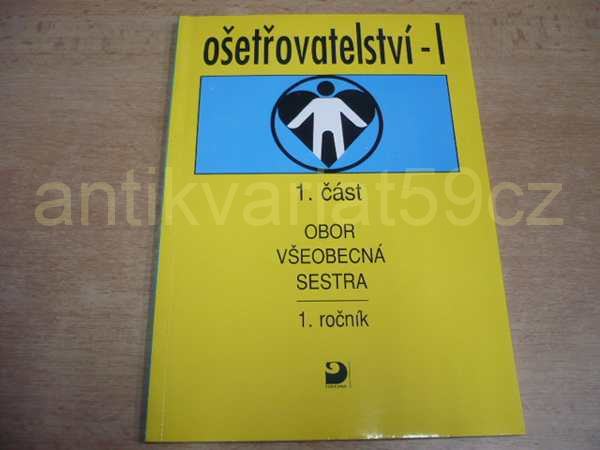 ošetřovatelství - I
1. část
antikvariat59cz
OBOR
VŠEOBECNÁ
SESTRA
1. ročník